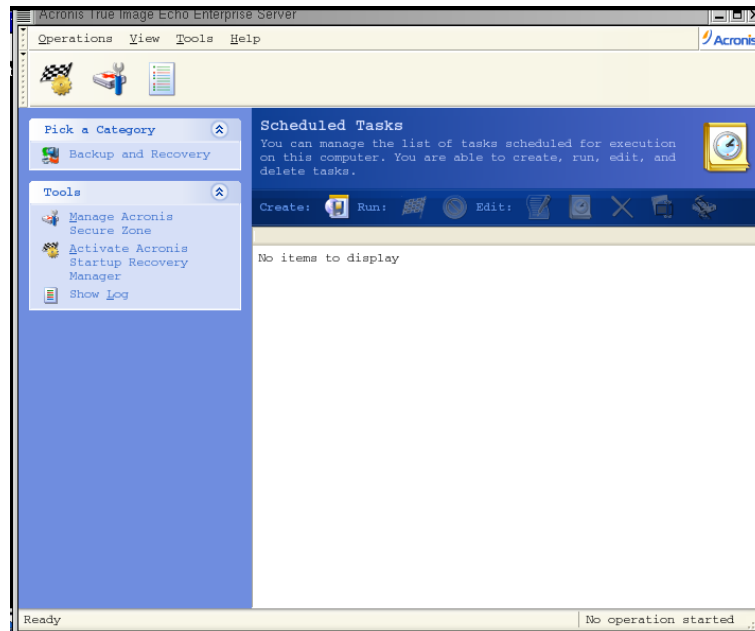 Acronis True Image Echo Enterprise Server
Operations View Tools Help
Acronis
Pick a Category
Backup and Recovery
Tools
Manage Acronis
Secure Zone
Activate Acronis
Startup Recovery
Manager
Show Log
Scheduled Tasks
You can manage the list of tasks scheduled for execution
on this computer. You are able to create, run, edit, and
delete tasks.
Create: Run: Edit:
No items to display
Ready
No operation started